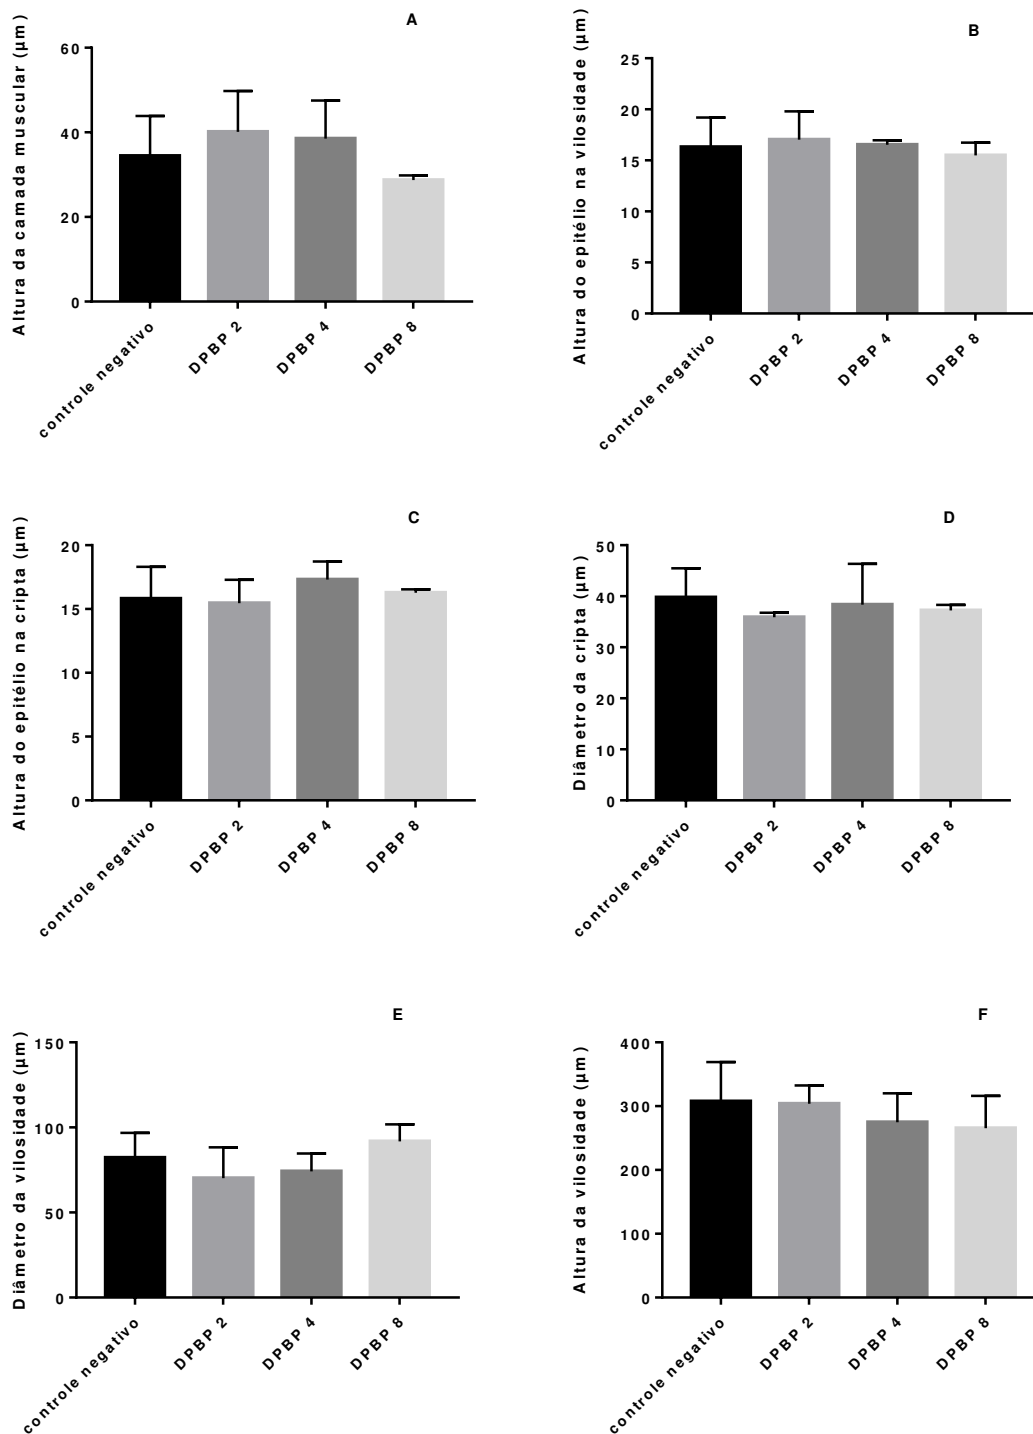 A
Altura da camada muscular (µm)
60
40
20
0
controle negativo
DPBP 2
DPBP 4
DPBP 8
B
Altura do epitélio na vilosidade (µm)
25
20
15
10
5
0
controle negativo
DPBP 2
DPBP 4
DPBP 8
C
Altura do epitélio na cripta (µm)
20
15
10
5
0
controle negativo
DPBP 2
DPBP 4
DPBP 8
D
Diâmetro da cripta (µm)
50
40
30
20
10
0
controle negativo
DPBP 2
DPBP 4
DPBP 8
E
Diâmetro da vilosidade (µm)
150
100
50
0
controle negativo
DPBP 2
DPBP 4
DPBP 8
F
Altura da vilosidade (µm)
400
300
200
100
0
controle negativo
DPBP 2
DPBP 4
DPBP 8